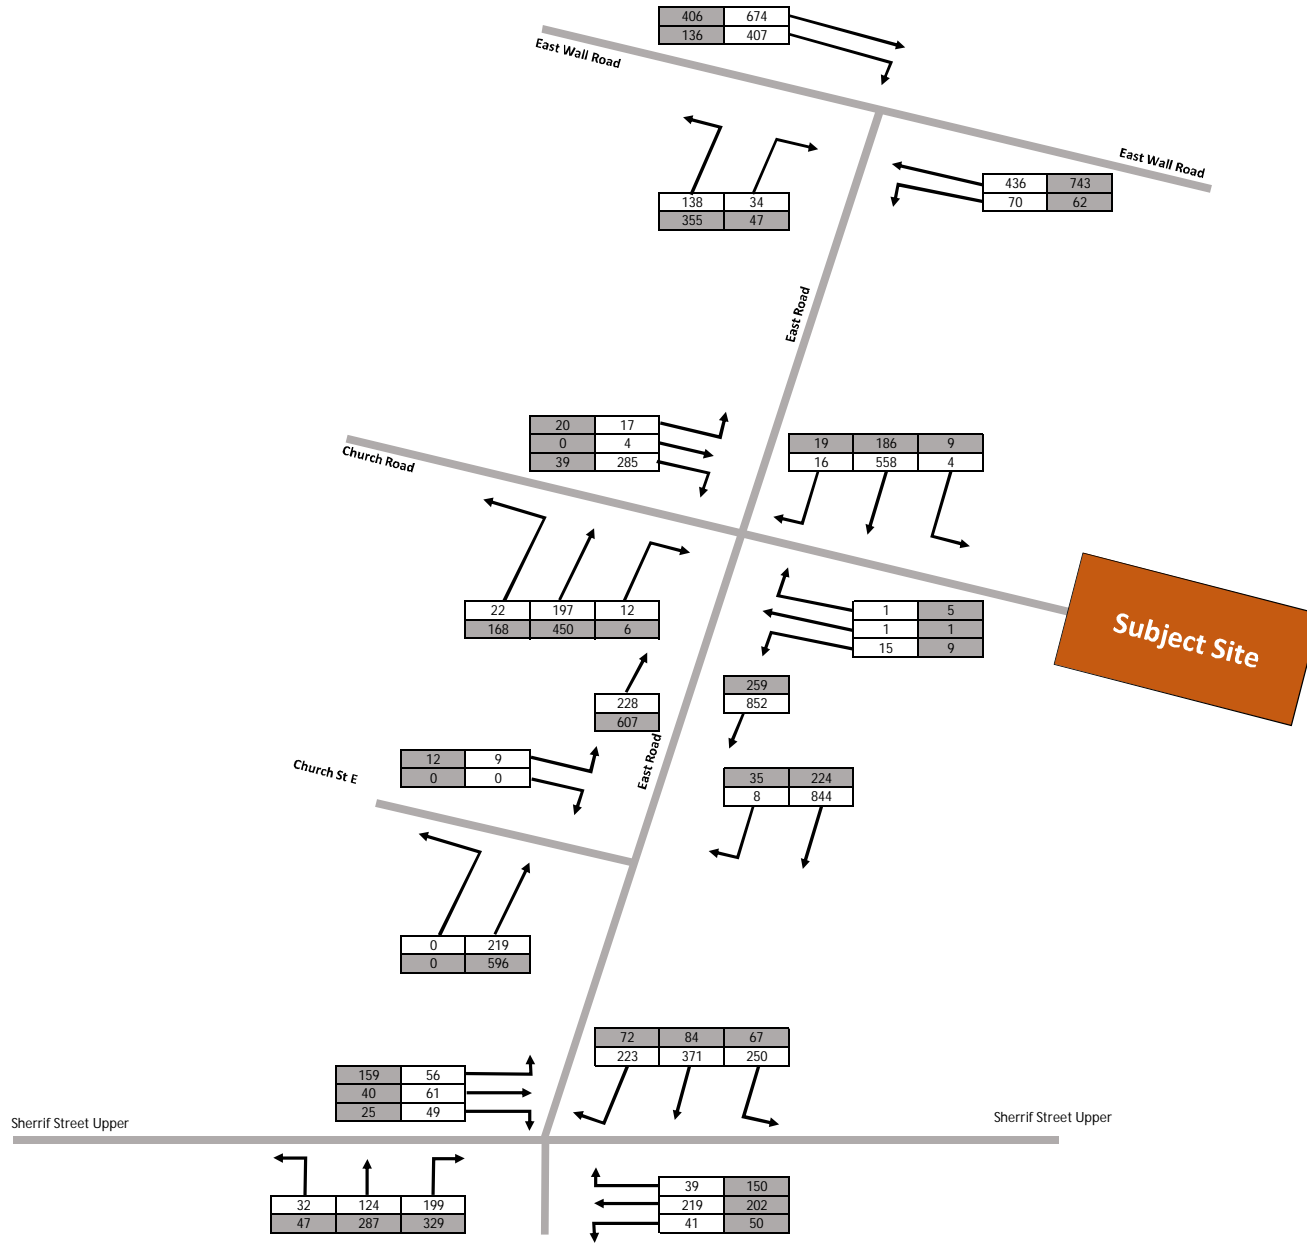 406 674
136 407
East Wall Road
East Wall Road
138 34
355 47
436 743
70 62
East Road
20 17
0 4
39 285
19 186 9
16 558 4
Church Road
22 197 12
168 450 6
1 5
1 1
15 9
Subject Site
259
852
228
607
East Road
12 9
0 0
Church St E
35 224
8 844
0 219
0 596
72 84 67
223 371 250
159 56
40 61
25 49
Sherrif Street Upper
Sherrif Street Upper
32 124 199
47 287 329
39 150
219 202
41 50